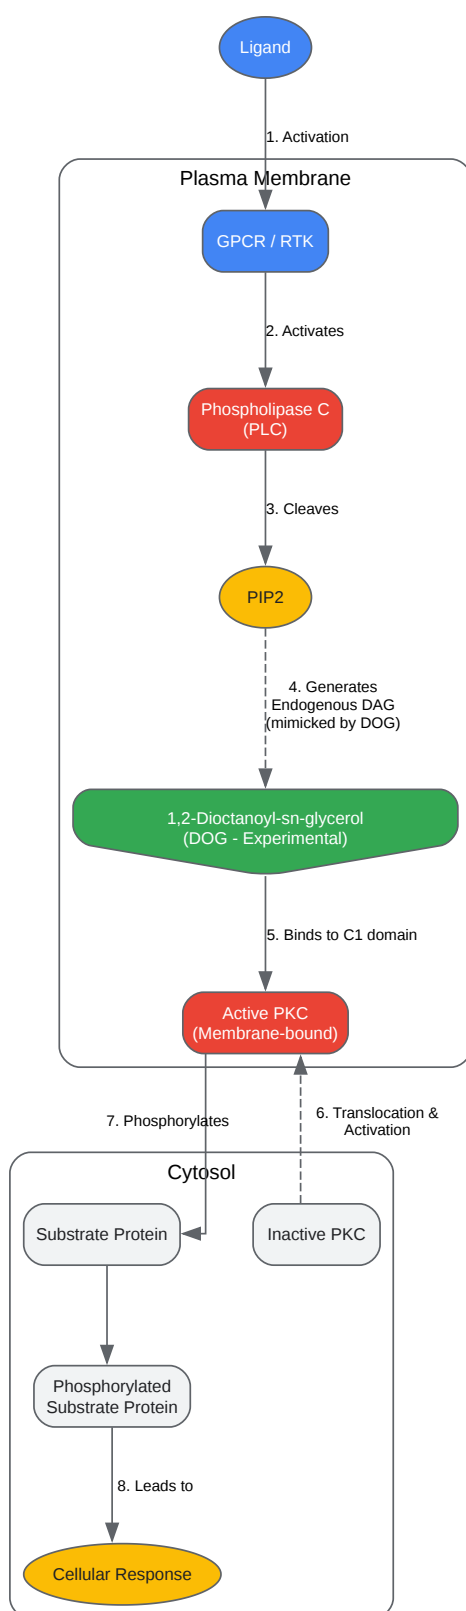 Ligand
1. Activation
Plasma Membrane
GPCR / RTK
2. Activates
Phospholipase C
(PLC)
3. Cleaves
PIP2
4. Generates
Endogenous DAG
(mimicked by DOG)
1,2-Dioctanoyl-sn-glycerol
(DOG - Experimental)
5. Binds to C1 domain
Active PKC
(Membrane-bound)
7. Phosphorylates
6. Translocation &
Activation
Cytosol
Substrate Protein
Inactive PKC
Phosphorylated
Substrate Protein
8. Leads to
Cellular Response